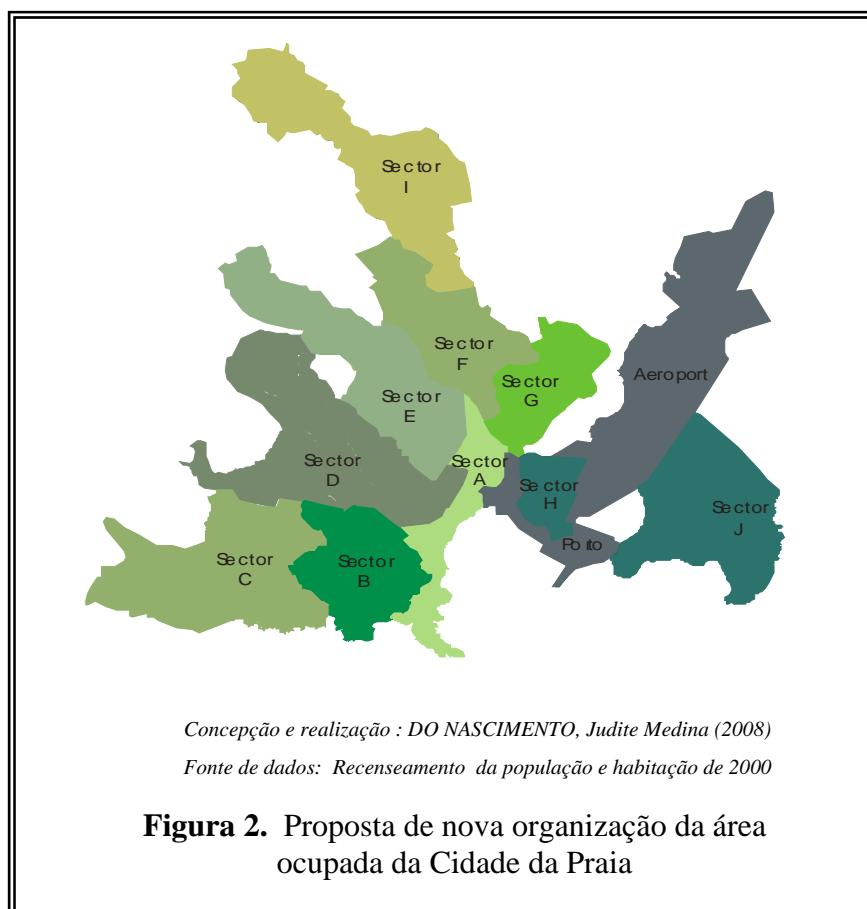 Sector
I
Sector
F
Sector
G
Aeroport
Sector
E
Sector
A
Sector
D
Sector
H
Sector
J
Porto
Sector
C
Sector
B
Concepção e realização : DO NASCIMENTO, Judite Medina (2008)
Fonte de dados: Recenseamento da população e habitação de 2000
Figura 2. Proposta de nova organização da área
ocupada da Cidade da Praia